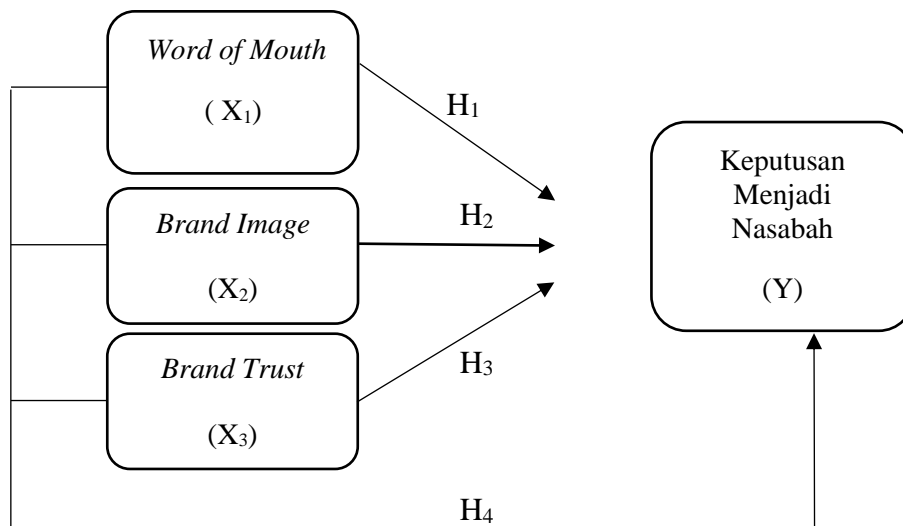 Word of Mouth
( X₁)
H₁
Keputusan
Menjadi
Nasabah
(Y)
Brand Image
(X₂)
H₂
Brand Trust
(X₃)
H₃
H₄